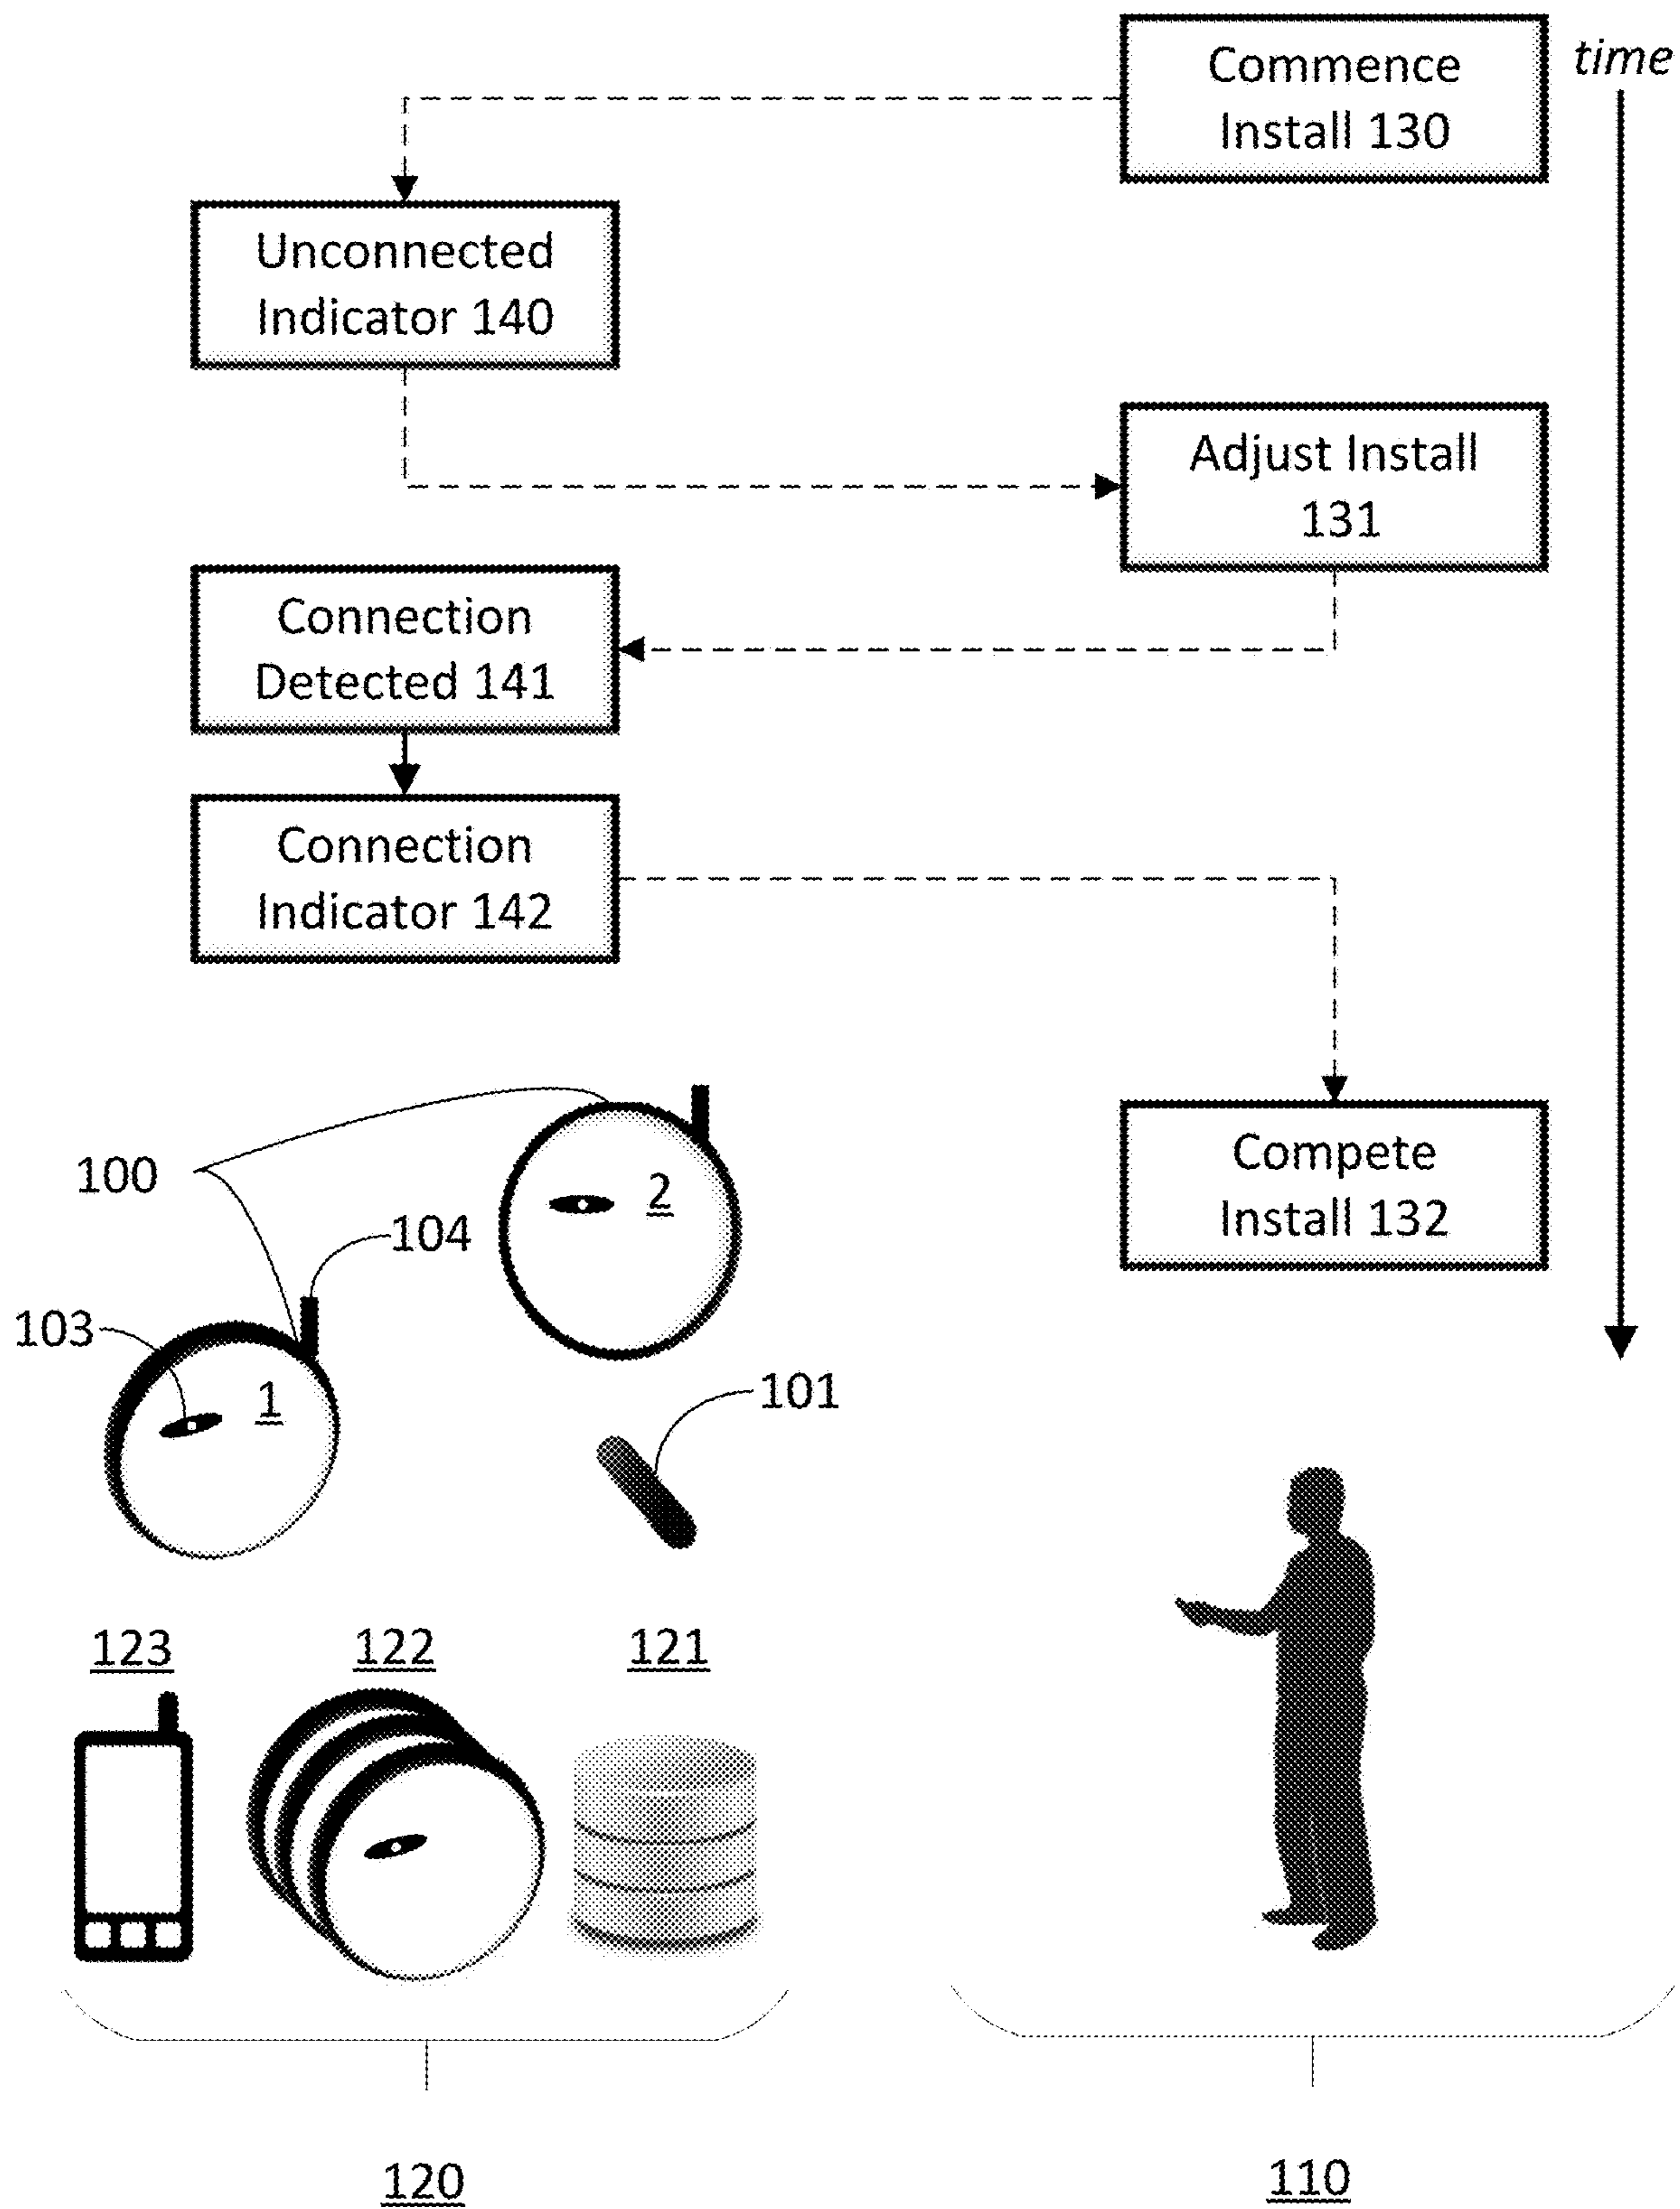 Commence
Install 130
time
Unconnected
Indicator 140
Adjust Install
131
Connection
Detected 141
Connection
Indicator 142
100
2
Compete
Install 132
104
103
1
101
123
122
121
120
110